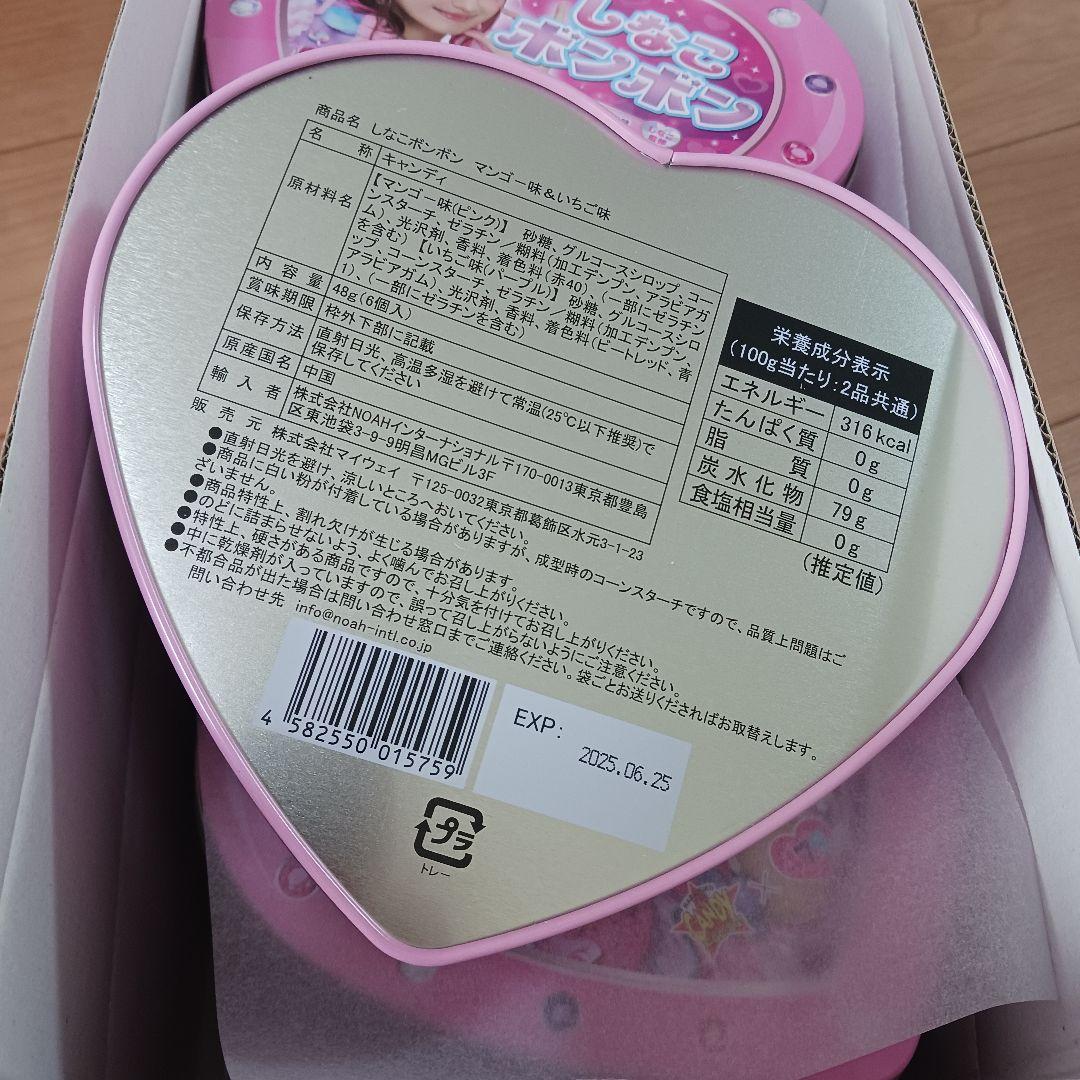 しなこ
ボンボン
商品名 しなこボンボン マンゴー味&いちご味
名 称 キャンディ
原材料名 【マンゴー味(ピンク)】 砂糖、グルコースシロップ、コー
ンスターチ、ゼラチン/糊料(加工デンプン、アラビアガ
ム)、光沢剤、香料、着色料(赤40)、(一部にゼラチン
を含む) 【いちご味(パープル)】 砂糖、グルコースシロ
ップ、コーンスターチ、ゼラチン/糊料(加工デンプン、
アラビアガム)、光沢剤、香料、着色料(ビートレッド、青
1)、(一部にゼラチンを含む)
内 容 量 48g(6個入)
賞味期限 枠外下部に記載
保存方法 直射日光、高温多湿を避けて常温(25℃以下推奨)で
保存してください
原産国名 中国
輸 入 者 株式会社NOAHインターナショナル 〒170-0013東京都豊島
区東池袋3-9-9明昌MGビル3F
販 売 元 株式会社マイウェイ 〒125-0032東京都葛飾区水元3-1-23
●直射日光を避け、涼しいところへおいてください。
●商品に白い粉が付着している場合がありますが、成型時のコーンスターチですので、品質上問題はご
ざいません。
●商品特性上、割れ欠けが生じる場合があります。
●のどに詰まらせないよう、よく噛んでお召し上がりください。
●特性上、硬さがある商品ですので、十分気を付けてお召し上がりください。
●中に乾燥剤が入っていますので、誤って召し上がらないようにご注意ください。
●不都合品が出た場合は問い合わせ窓口までご連絡ください。袋ごとお送りくださればお取替えします。
問い合わせ先 info@noah-intl.co.jp
栄養成分表示
(100g当たり:2品共通)
エネルギー 316kcal
たんぱく質 0g
脂 質 0g
炭水化物 79g
食塩相当量 0g
(推定値)
4 582550 015759
EXP: 2025.06.25
プラ
トレー
CANDY